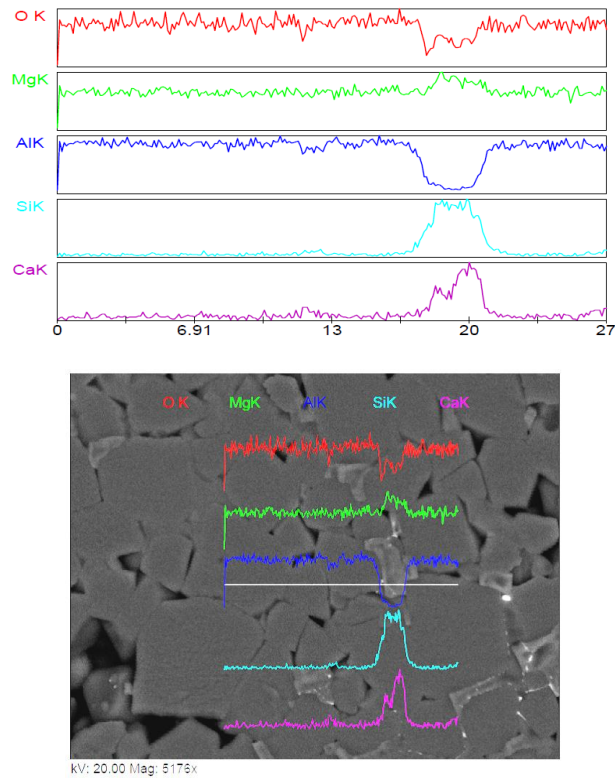 O K
MgK
AlK
SiK
CaK
0 6.91 13 20 27
O K MgK AlK SiK CaK
kV: 20.00 Mag: 5176x